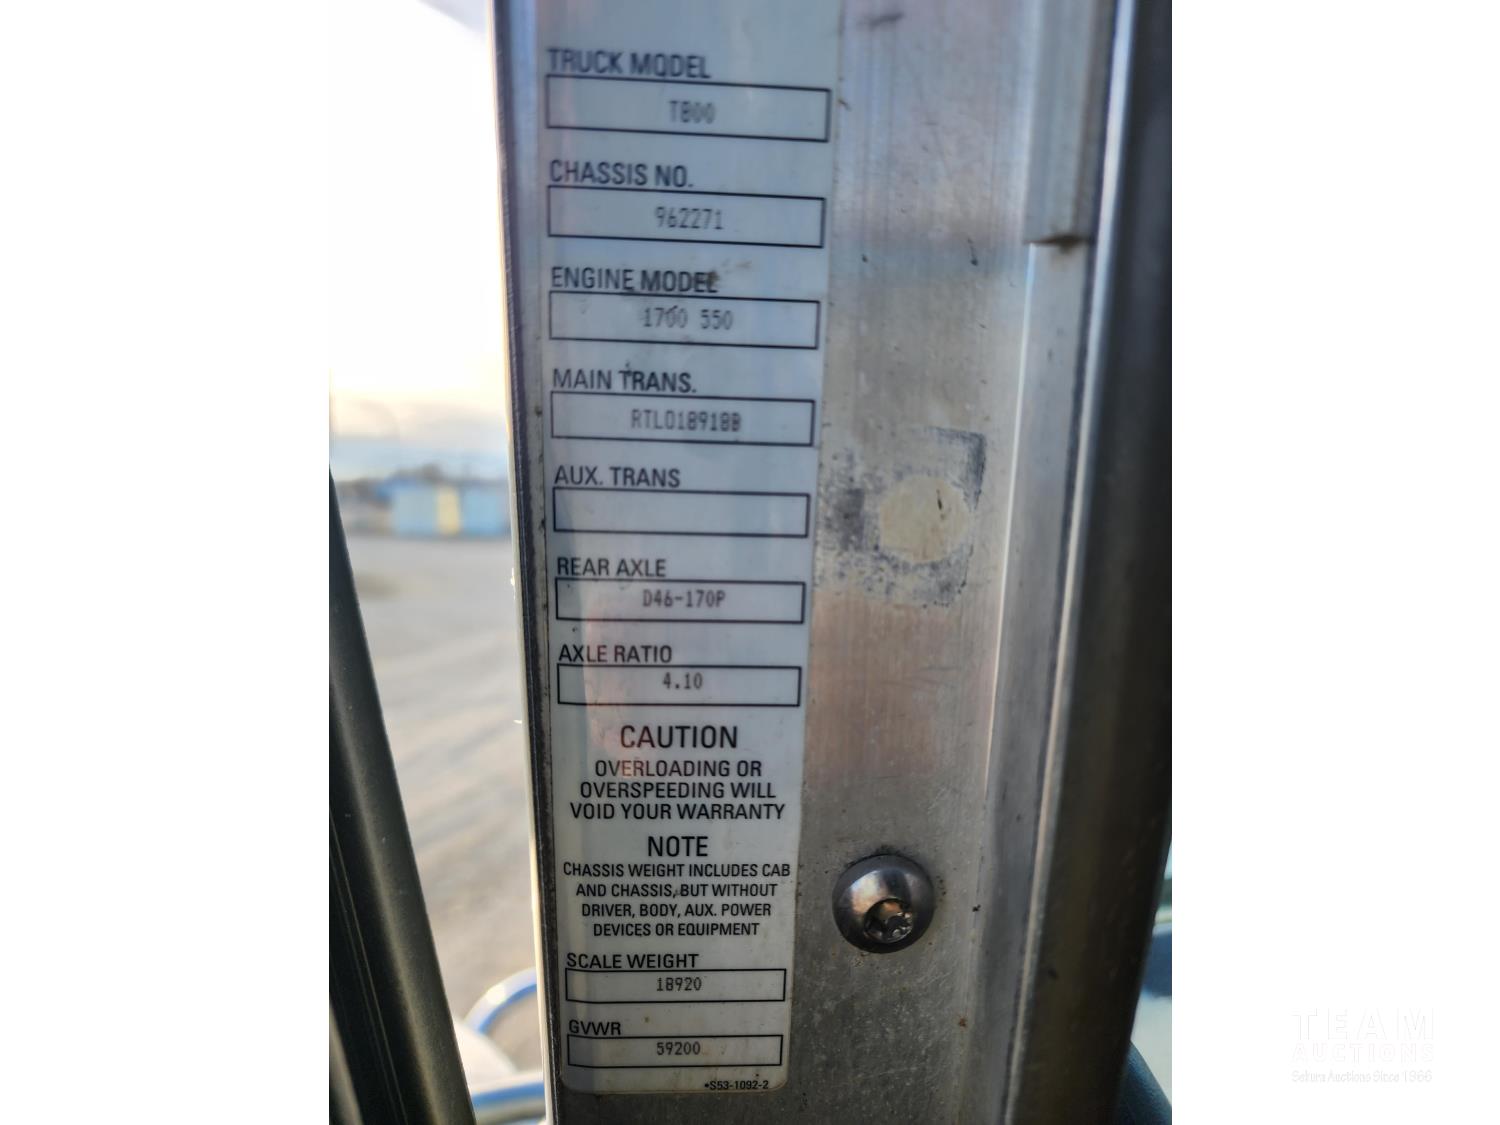 TRUCK MODEL
T800
CHASSIS NO.
962271
ENGINE MODEL
1700 550
MAIN TRANS.
RTLO18918B
AUX. TRANS
REAR AXLE
D46-170P
AXLE RATIO
4.10
CAUTION
OVERLOADING OR
OVERSPEEDING WILL
VOID YOUR WARRANTY
NOTE
CHASSIS WEIGHT INCLUDES CAB
AND CHASSIS, BUT WITHOUT
DRIVER, BODY, AUX. POWER
DEVICES OR EQUIPMENT
SCALE WEIGHT
18920
GVWR
59200
•S53-1092-2
TEAM
AUCTIONS
Sekura Auctions Since 1966